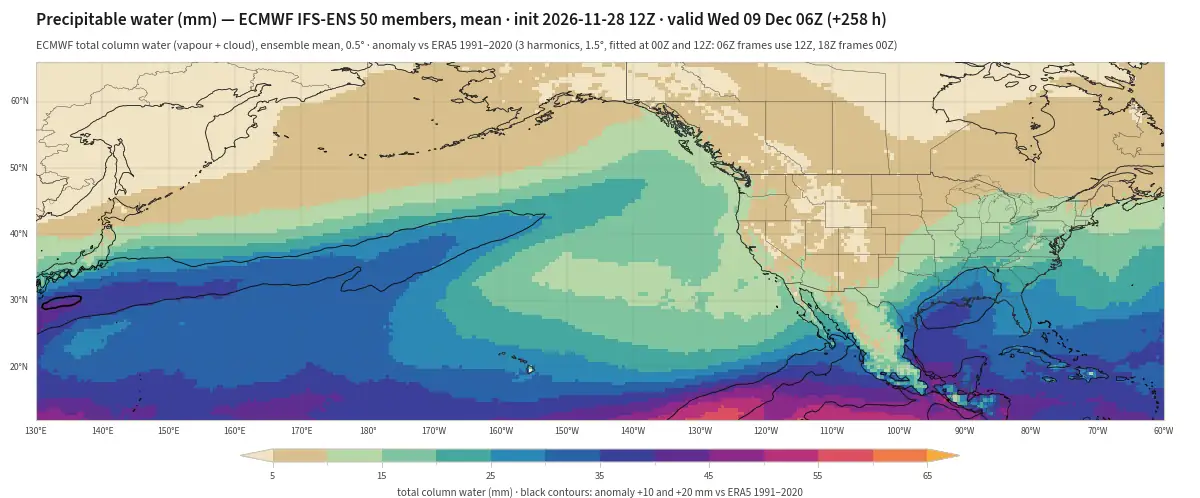 Precipitable water (mm) — ECMWF IFS-ENS 50 members, mean · init 2026-11-28 12Z · valid Wed 09 Dec 06Z (+258 h)
ECMWF total column water (vapour + cloud), ensemble mean, 0.5° · anomaly vs ERA5 1991–2020 (3 harmonics, 1.5°, fitted at 00Z and 12Z: 06Z frames use 12Z, 18Z frames 00Z)
60°N
50°N
40°N
30°N
20°N
130°E 140°E 150°E 160°E 170°E 180° 170°W 160°W 150°W 140°W 130°W 120°W 110°W 100°W 90°W 80°W 70°W 60°W
5 15 25 35 45 55 65
total column water (mm) · black contours: anomaly +10 and +20 mm vs ERA5 1991–2020